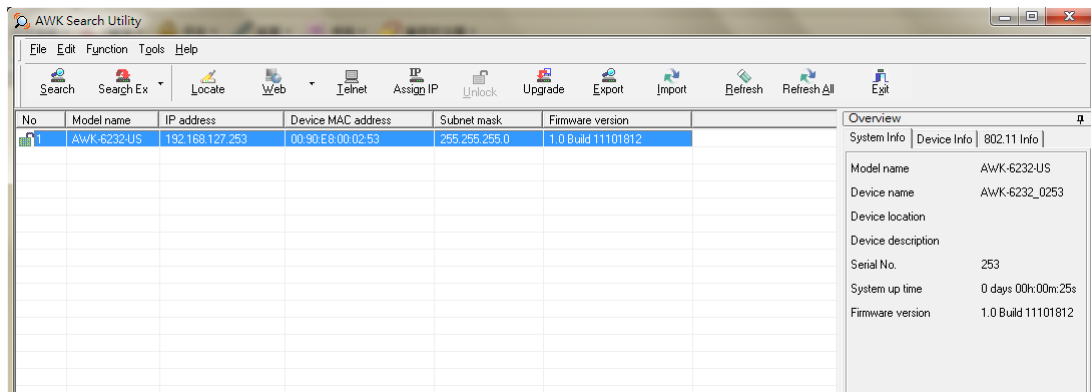 AWK Search Utility
File Edit Function Tools Help
Search Search Ex Locate Web Telnet Assign IP Unlock Upgrade Export Import Refresh Refresh All Exit
No Model name IP address Device MAC address Subnet mask Firmware version
1 AWK-6232-US 192.168.127.253 00:90:E8:00:02:53 255.255.255.0 1.0 Build 11101812
Overview
System Info Device Info 802.11 Info
Model name AWK-6232-US
Device name AWK-6232_0253
Device location
Device description
Serial No. 253
System up time 0 days 00h:00m:25s
Firmware version 1.0 Build 11101812